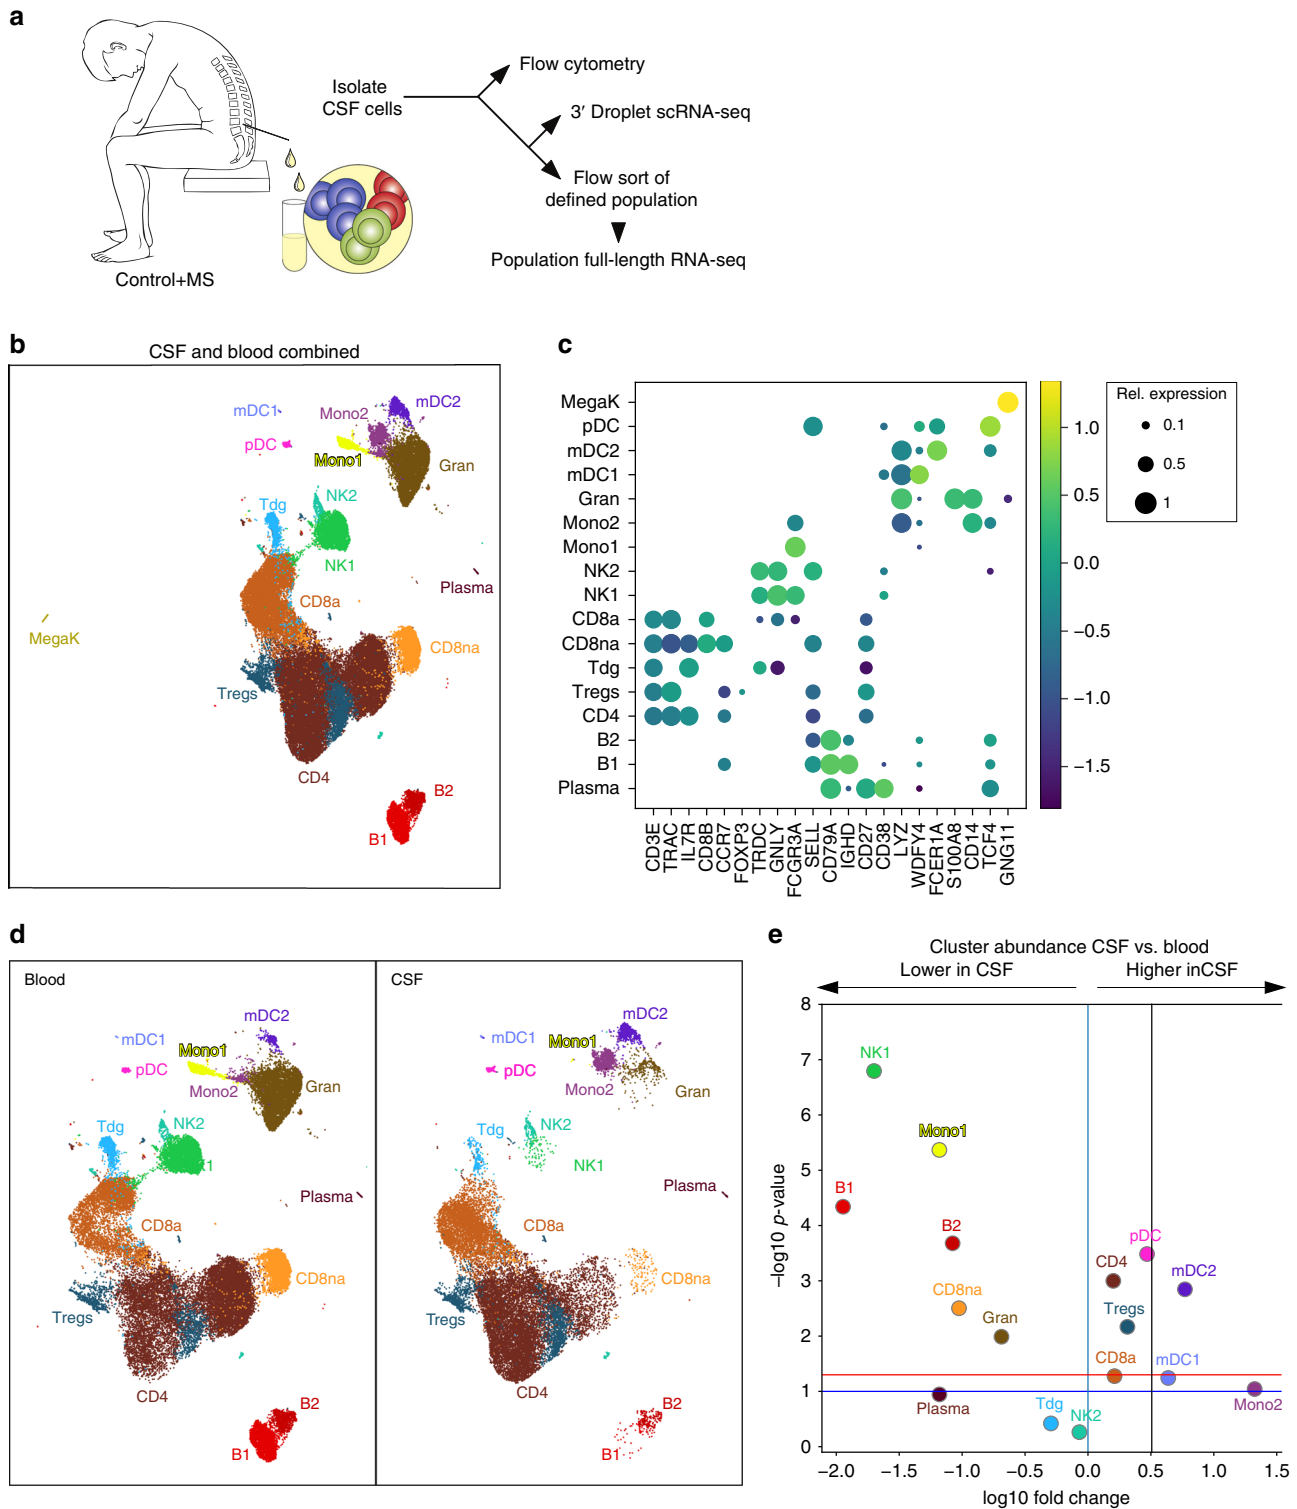 a
Isolate
CSF cells
Flow cytometry
3′ Droplet scRNA-seq
Flow sort of
defined population
Population full-length RNA-seq
Control+MS
b
CSF and blood combined
mDC1
Mono2
mDC2
pDC
Mono1
Gran
NK2
Tdg
NK1
Plasma
CD8a
MegaK
CD8na
Tregs
CD4
B2
B1
c
MegaK
pDC
mDC2
mDC1
Gran
Mono2
Mono1
NK2
NK1
CD8a
CD8na
Tdg
Tregs
CD4
B2
B1
Plasma
CD3E
TRAC
IL7R
CD8B
CCR7
FOXP3
TRDC
GNLY
FCGR3A
SELL
CD79A
IGHD
CD27
CD38
LYZ
WDFY4
FCER1A
S100A8
CD14
TCF4
GNG11
1.0
0.5
0.0
−0.5
−1.0
−1.5
Rel. expression
0.1
0.5
1
d
Blood
mDC2
mDC1
Mono1
pDC
Mono2
Gran
Tdg
NK2
1
Plasma
CD8a
CD8na
Tregs
CD4
B2
B1
CSF
mDC2
mDC1
Mono1
pDC
Mono2
Gran
Tdg
NK2
NK1
Plasma
CD8a
CD8na
Tregs
CD4
B2
B1
e
Cluster abundance CSF vs. blood
Lower in CSF
Higher inCSF
8
7
6
5
4
3
2
1
0
−log10 p-value
NK1
Mono1
B1
B2
pDC
CD4
mDC2
CD8na
Gran
Tregs
CD8a
mDC1
Plasma
Tdg
NK2
Mono2
−2.0
−1.5
−1.0
−0.5
0.0
0.5
1.0
1.5
log10 fold change